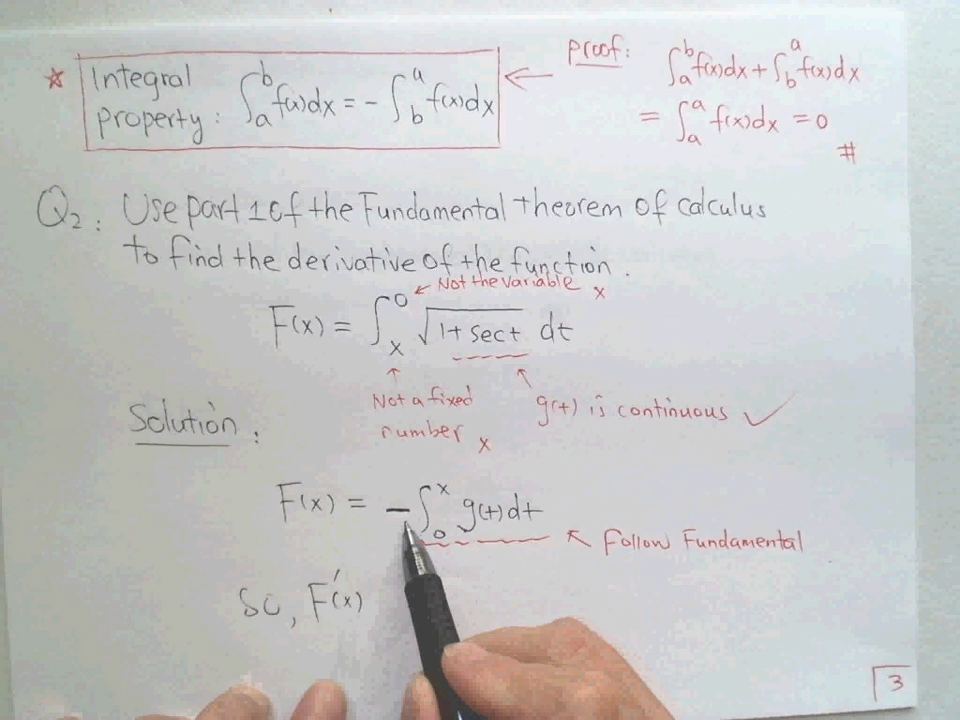 ☆ Integral property: ∫_a^b f(x)dx = - ∫_b^a f(x)dx
proof: ∫_a^b f(x)dx + ∫_b^a f(x)dx
= ∫_a^a f(x)dx = 0
#
Q₂: Use part 1 of the Fundamental theorem of calculus
to find the derivative of the function.
← Not the variable x
F(x) = ∫_x^0 √(1+ sec t) dt
↑ Not a fixed number x
↖ g(t) is continuous ✓
Solution:
F(x) = - ∫_0^x g(t)dt
↖ Follow Fundamental
So, F'(x)
3